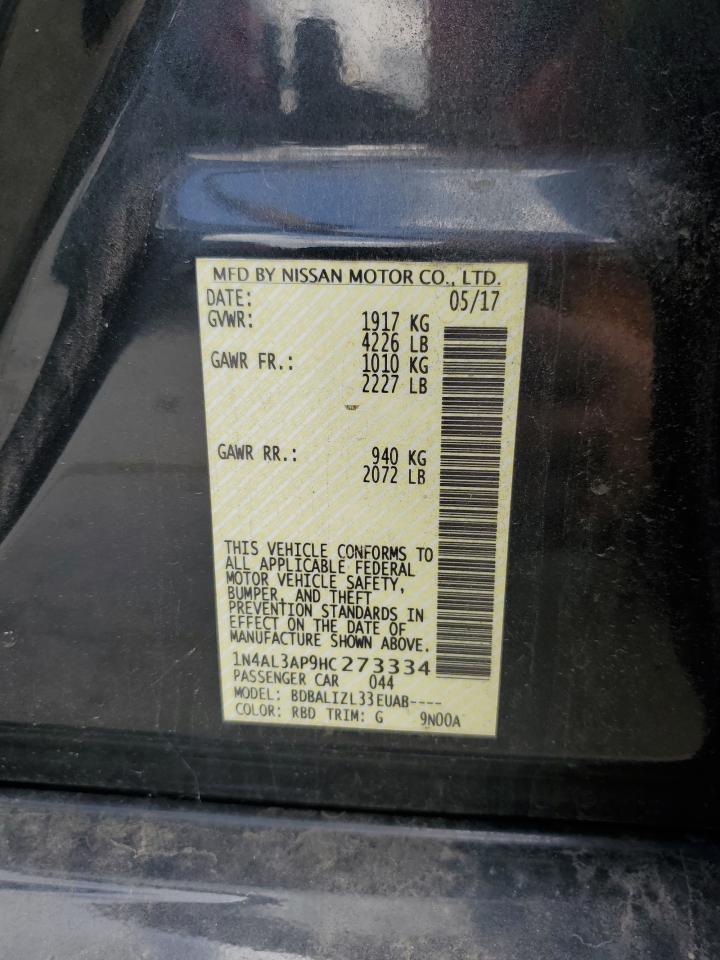 MFD BY NISSAN MOTOR CO., LTD.
DATE: 05/17
GVWR: 1917 KG
4226 LB
GAWR FR.: 1010 KG
2227 LB
GAWR RR.: 940 KG
2072 LB
THIS VEHICLE CONFORMS TO
ALL APPLICABLE FEDERAL
MOTOR VEHICLE SAFETY,
BUMPER, AND THEFT
PREVENTION STANDARDS IN
EFFECT ON THE DATE OF
MANUFACTURE SHOWN ABOVE.
1N4AL3AP9HC273334
PASSENGER CAR 044
MODEL: BDBALIZL33EUAB----
COLOR: RBD TRIM: G 9N00A